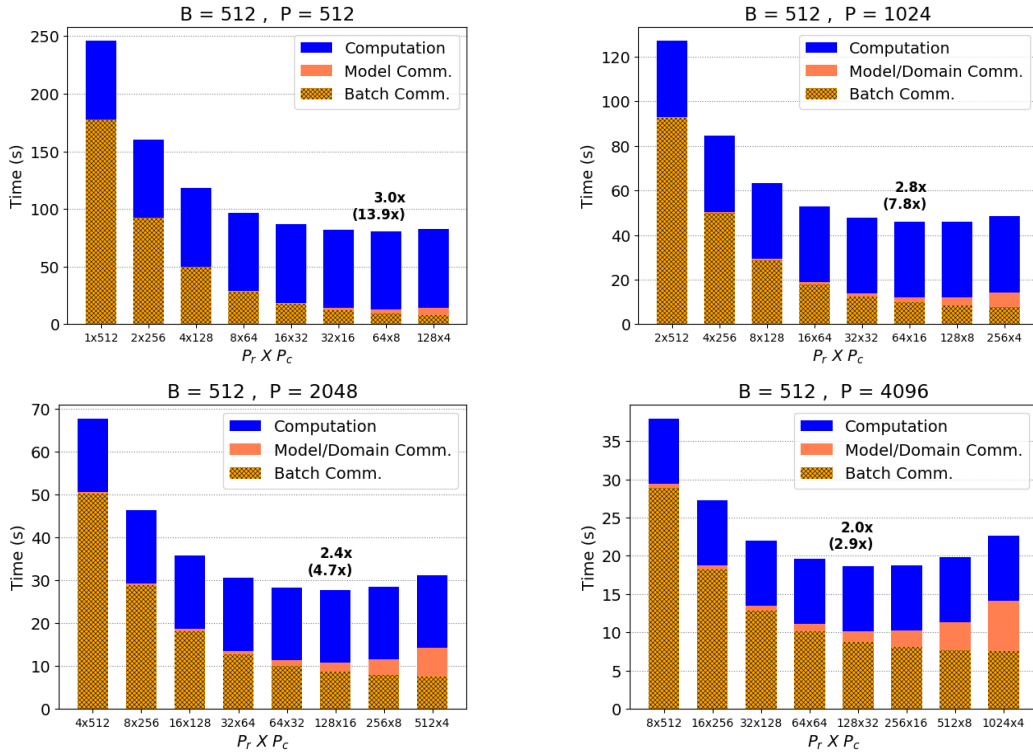 B = 512 , P = 512
Time (s)
250
200
150
100
50
0
Computation
Model Comm.
Batch Comm.
3.0x
(13.9x)
1x512 2x256 4x128 8x64 16x32 32x16 64x8 128x4
P_r X P_c
B = 512 , P = 1024
Time (s)
120
100
80
60
40
20
0
Computation
Model/Domain Comm.
Batch Comm.
2.8x
(7.8x)
2x512 4x256 8x128 16x64 32x32 64x16 128x8 256x4
P_r X P_c
B = 512 , P = 2048
Time (s)
70
60
50
40
30
20
10
0
Computation
Model/Domain Comm.
Batch Comm.
2.4x
(4.7x)
4x512 8x256 16x128 32x64 64x32 128x16 256x8 512x4
P_r X P_c
B = 512 , P = 4096
Time (s)
35
30
25
20
15
10
5
0
Computation
Model/Domain Comm.
Batch Comm.
2.0x
(2.9x)
8x512 16x256 32x128 64x64 128x32 256x16 512x8 1024x4
P_r X P_c